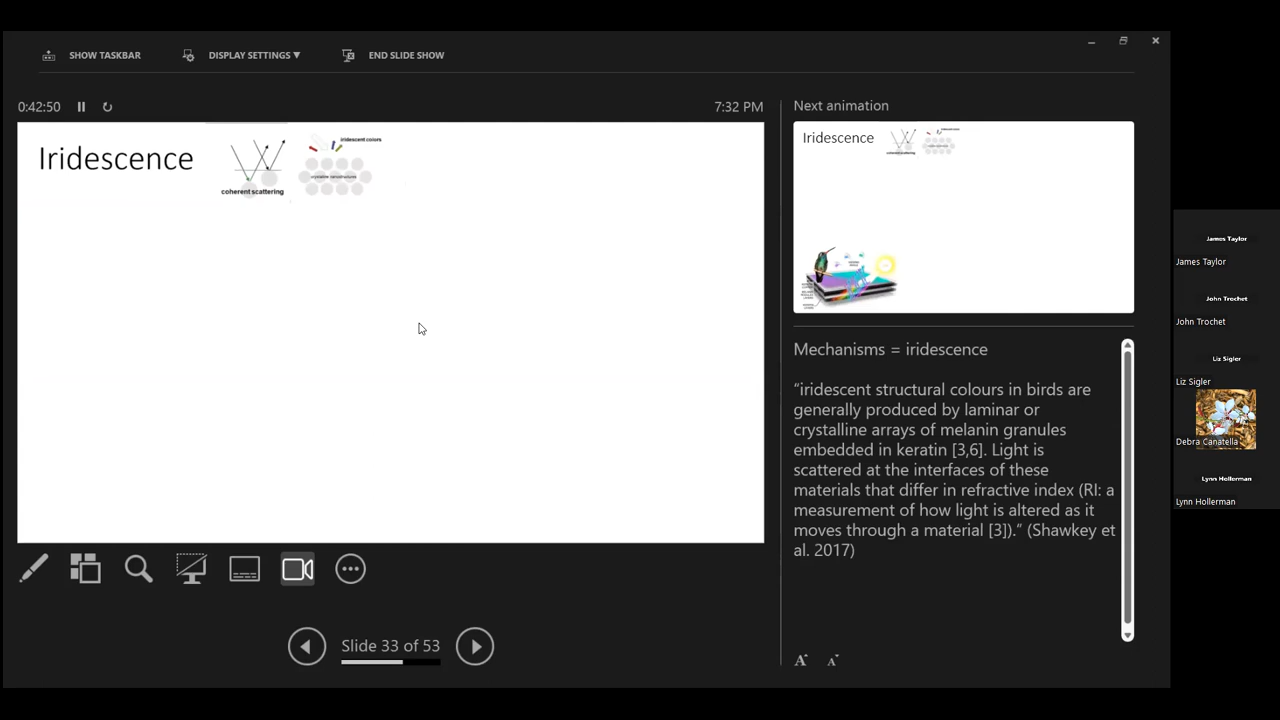 SHOW TASKBAR
DISPLAY SETTINGS ▼
END SLIDE SHOW
0:42:50
7:32 PM
Iridescence
coherent scattering
iridescent colors
crystalline nanostructures
Slide 33 of 53
Next animation
Iridescence
coherent scattering
Mechanisms = iridescence
“iridescent structural colours in birds are
generally produced by laminar or
crystalline arrays of melanin granules
embedded in keratin [3,6]. Light is
scattered at the interfaces of these
materials that differ in refractive index (RI: a
measurement of how light is altered as it
moves through a material [3]).“ (Shawkey et
al. 2017)
A A
James Taylor
James Taylor
John Trochet
John Trochet
Liz Sigler
Liz Sigler
Debra Canatella
Lynn Hollerman
Lynn Hollerman